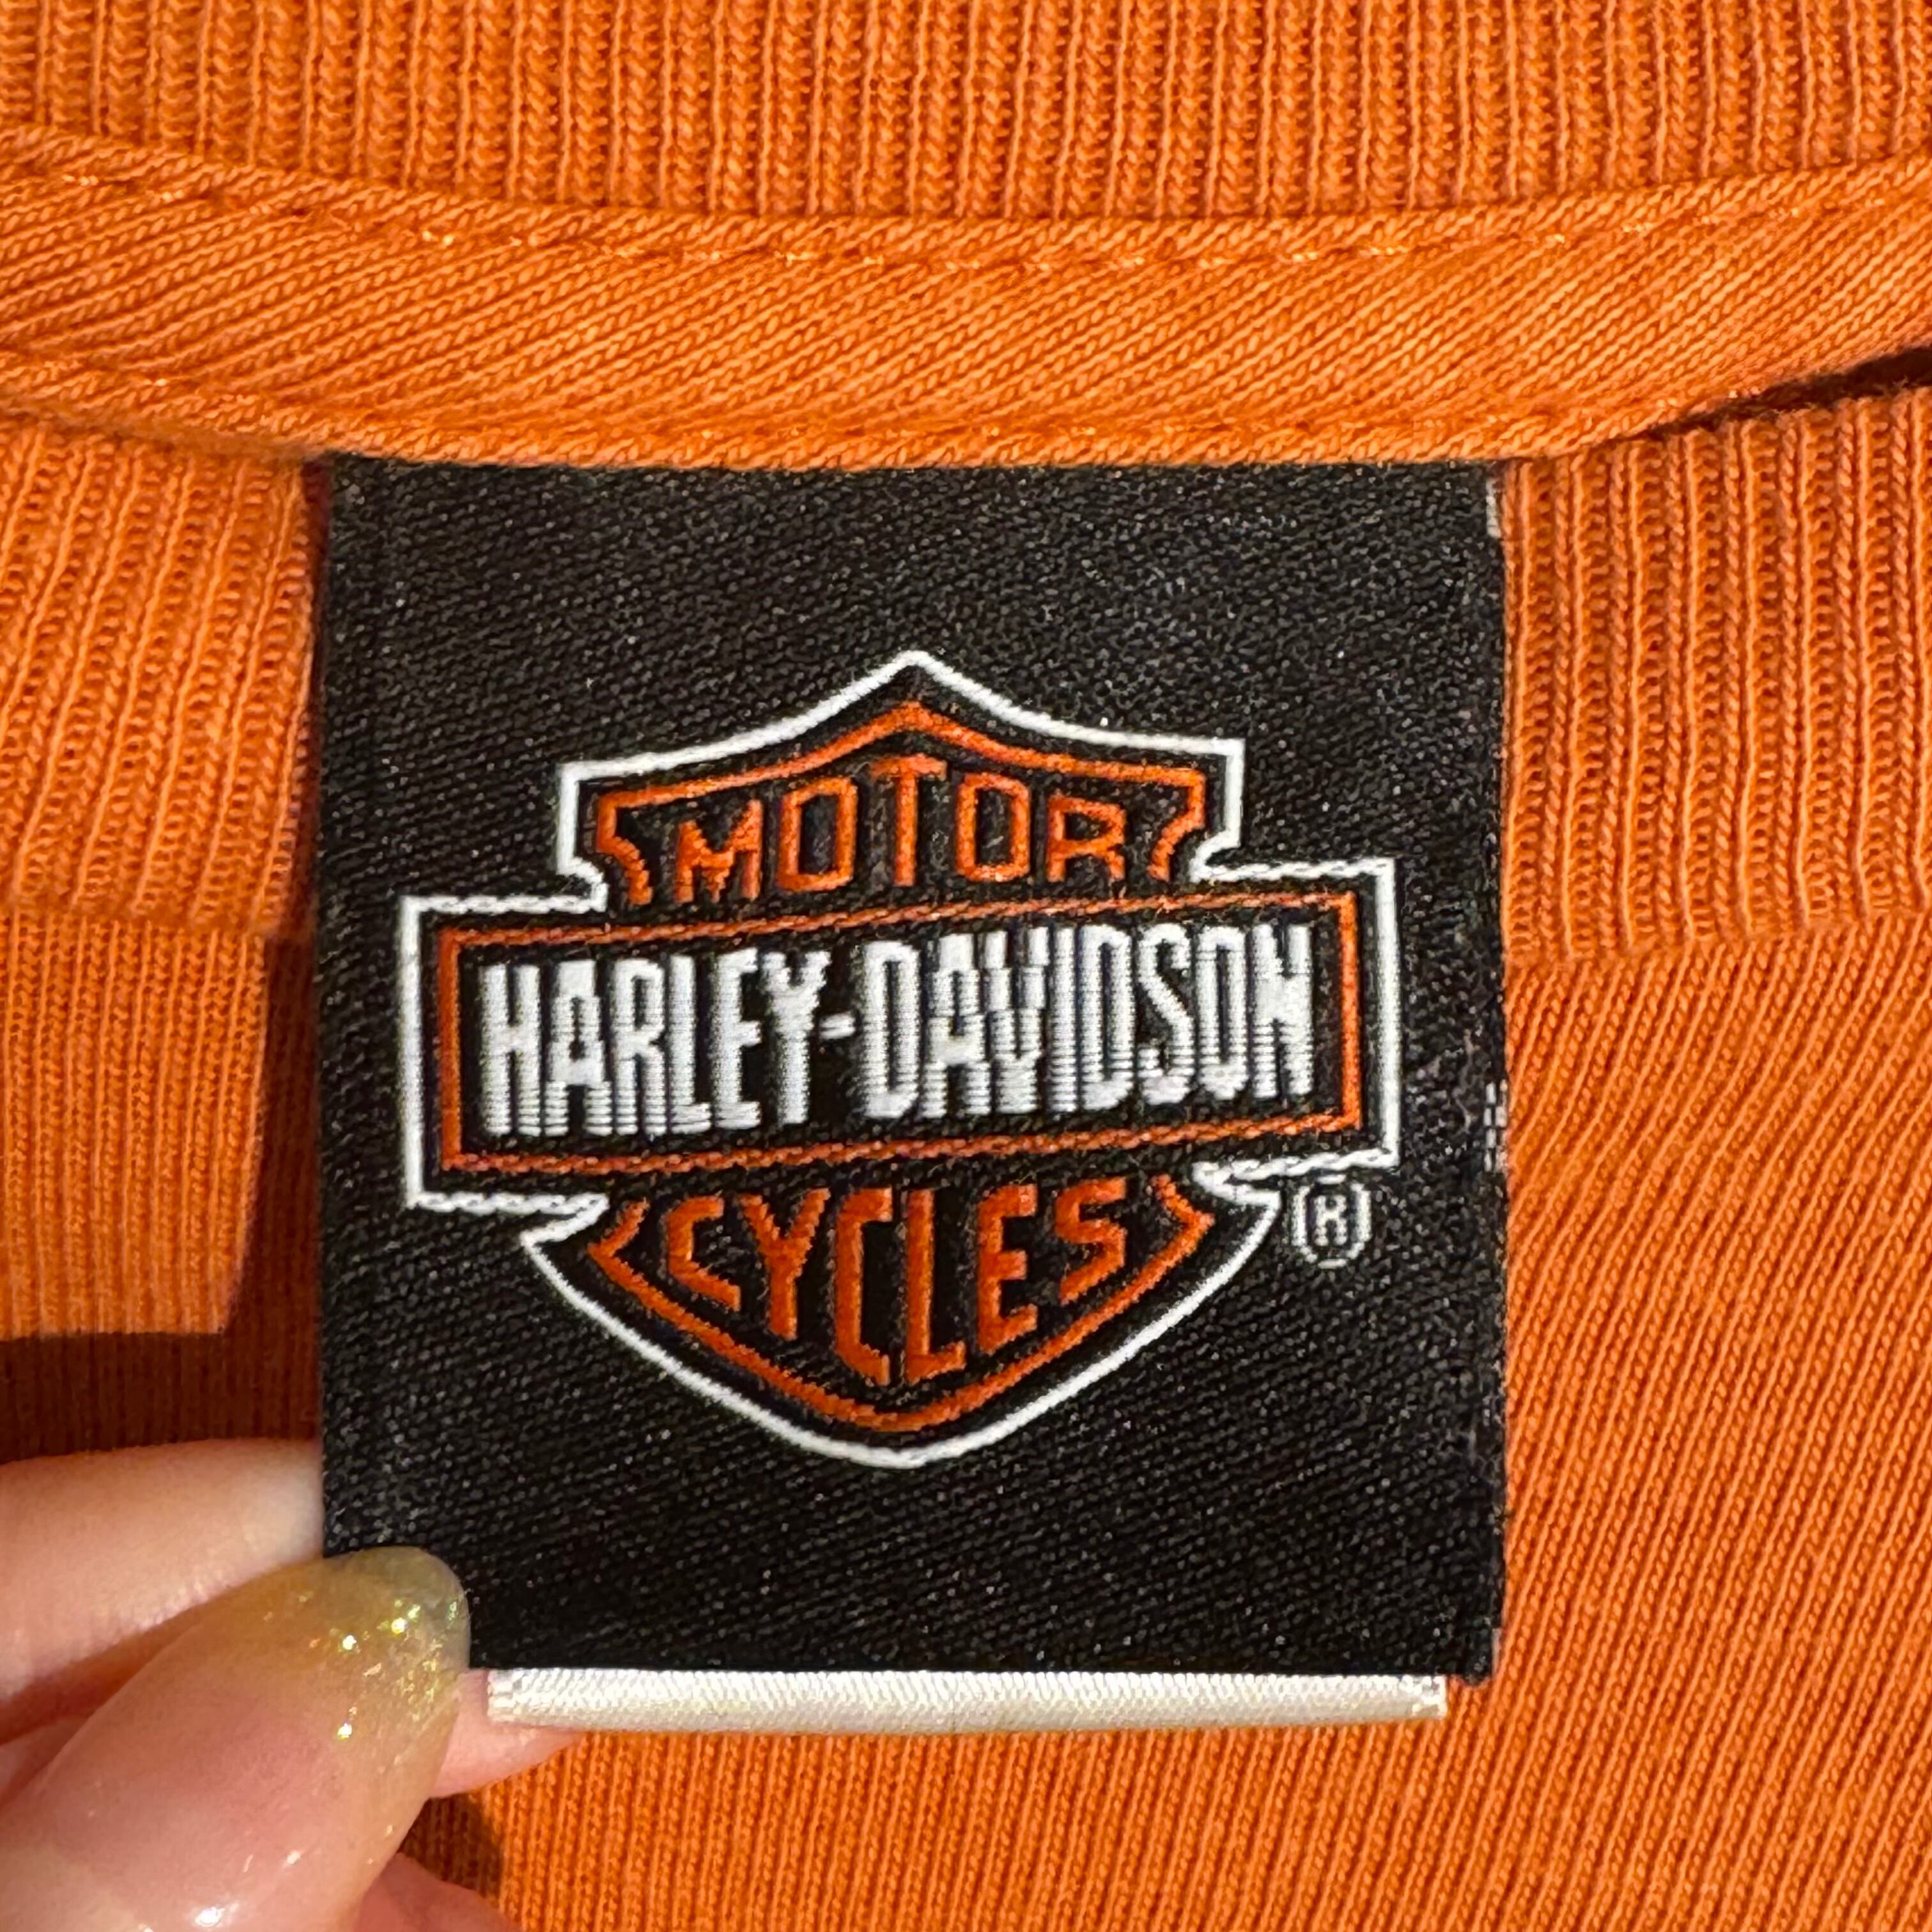 MOTOR
HARLEY-DAVIDSON
CYCLES
®